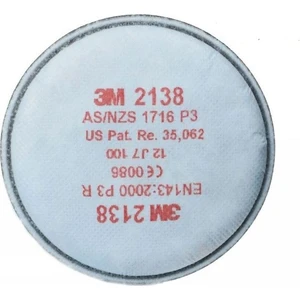 3M 2138
AS/NZS 1716 P3
US Pat. Re. 35,062
12 J7 100
CE 0086
EN143:2000 P3 R
3M 2138